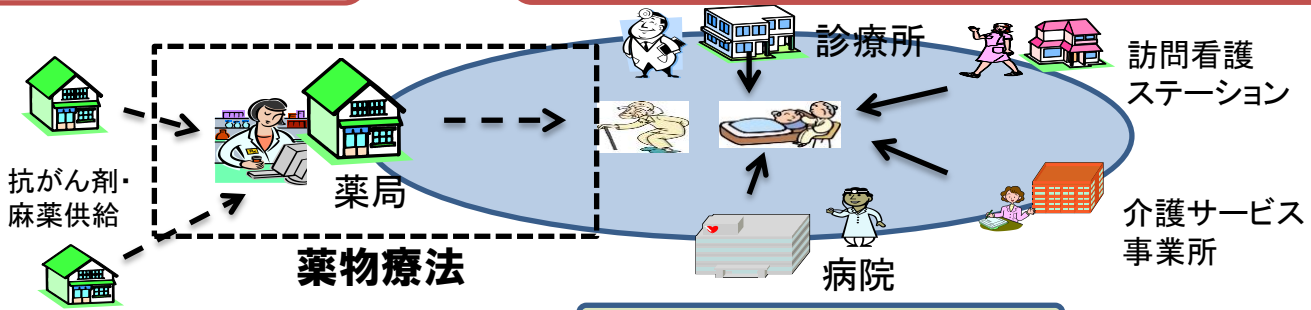 診療所
訪問看護
ステーション
抗がん剤・
麻薬供給
薬局
薬物療法
病院
介護サービス
事業所